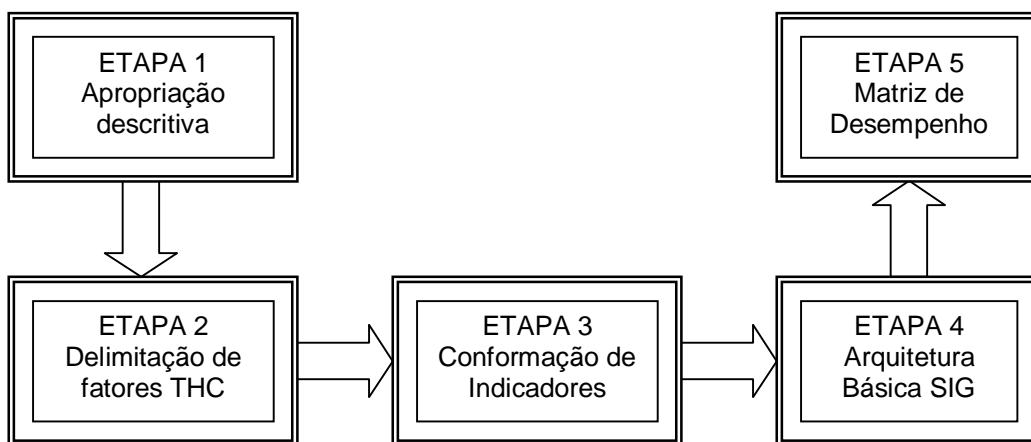 ETAPA 1
Apropriação
descritiva
ETAPA 2
Delimitação de
fatores THC
ETAPA 3
Conformação de
Indicadores
ETAPA 4
Arquitetura
Básica SIG
ETAPA 5
Matriz de
Desempenho